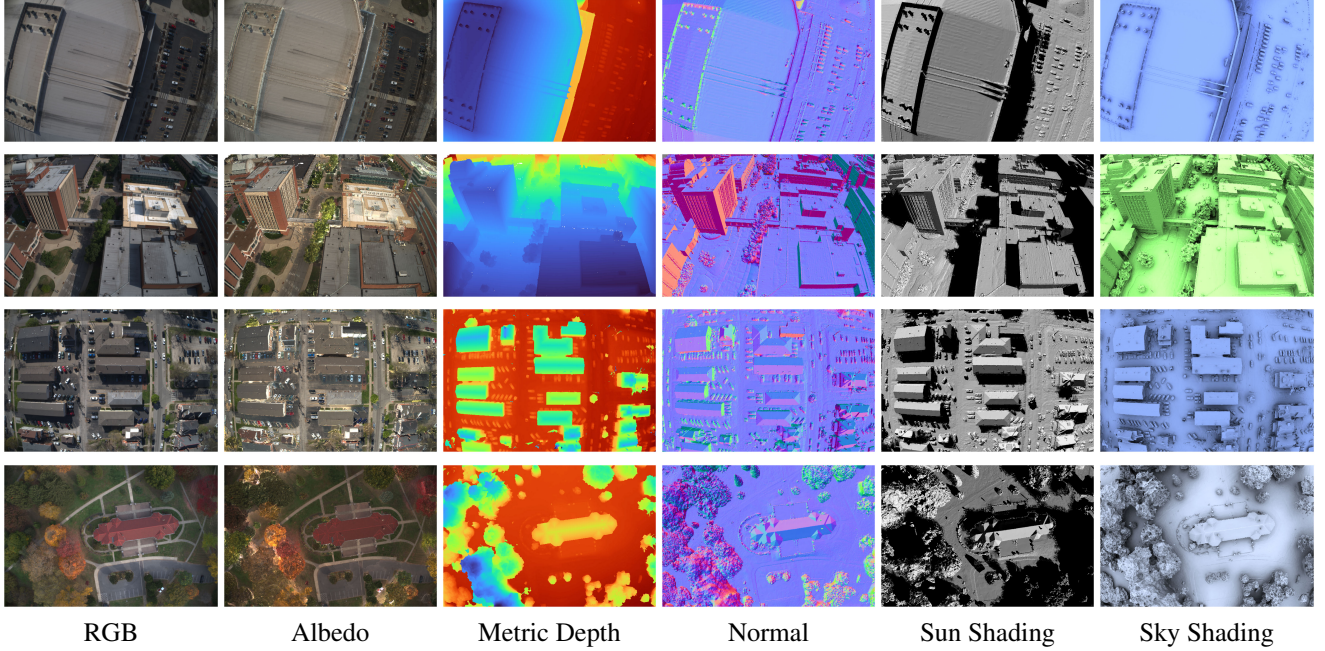 RGB
Albedo
Metric Depth
Normal
Sun Shading
Sky Shading